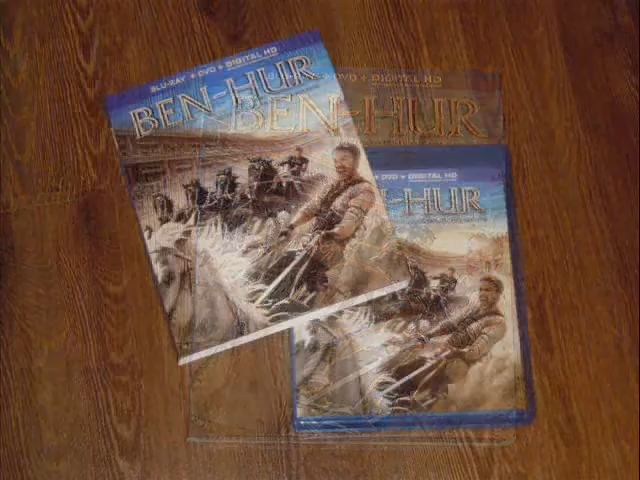 BLU-RAY + DVD + DIGITAL HD
BEN-HUR
+ DVD + DIGITAL HD
BEN-HUR
+ DVD + DIGITAL HD
N-HUR